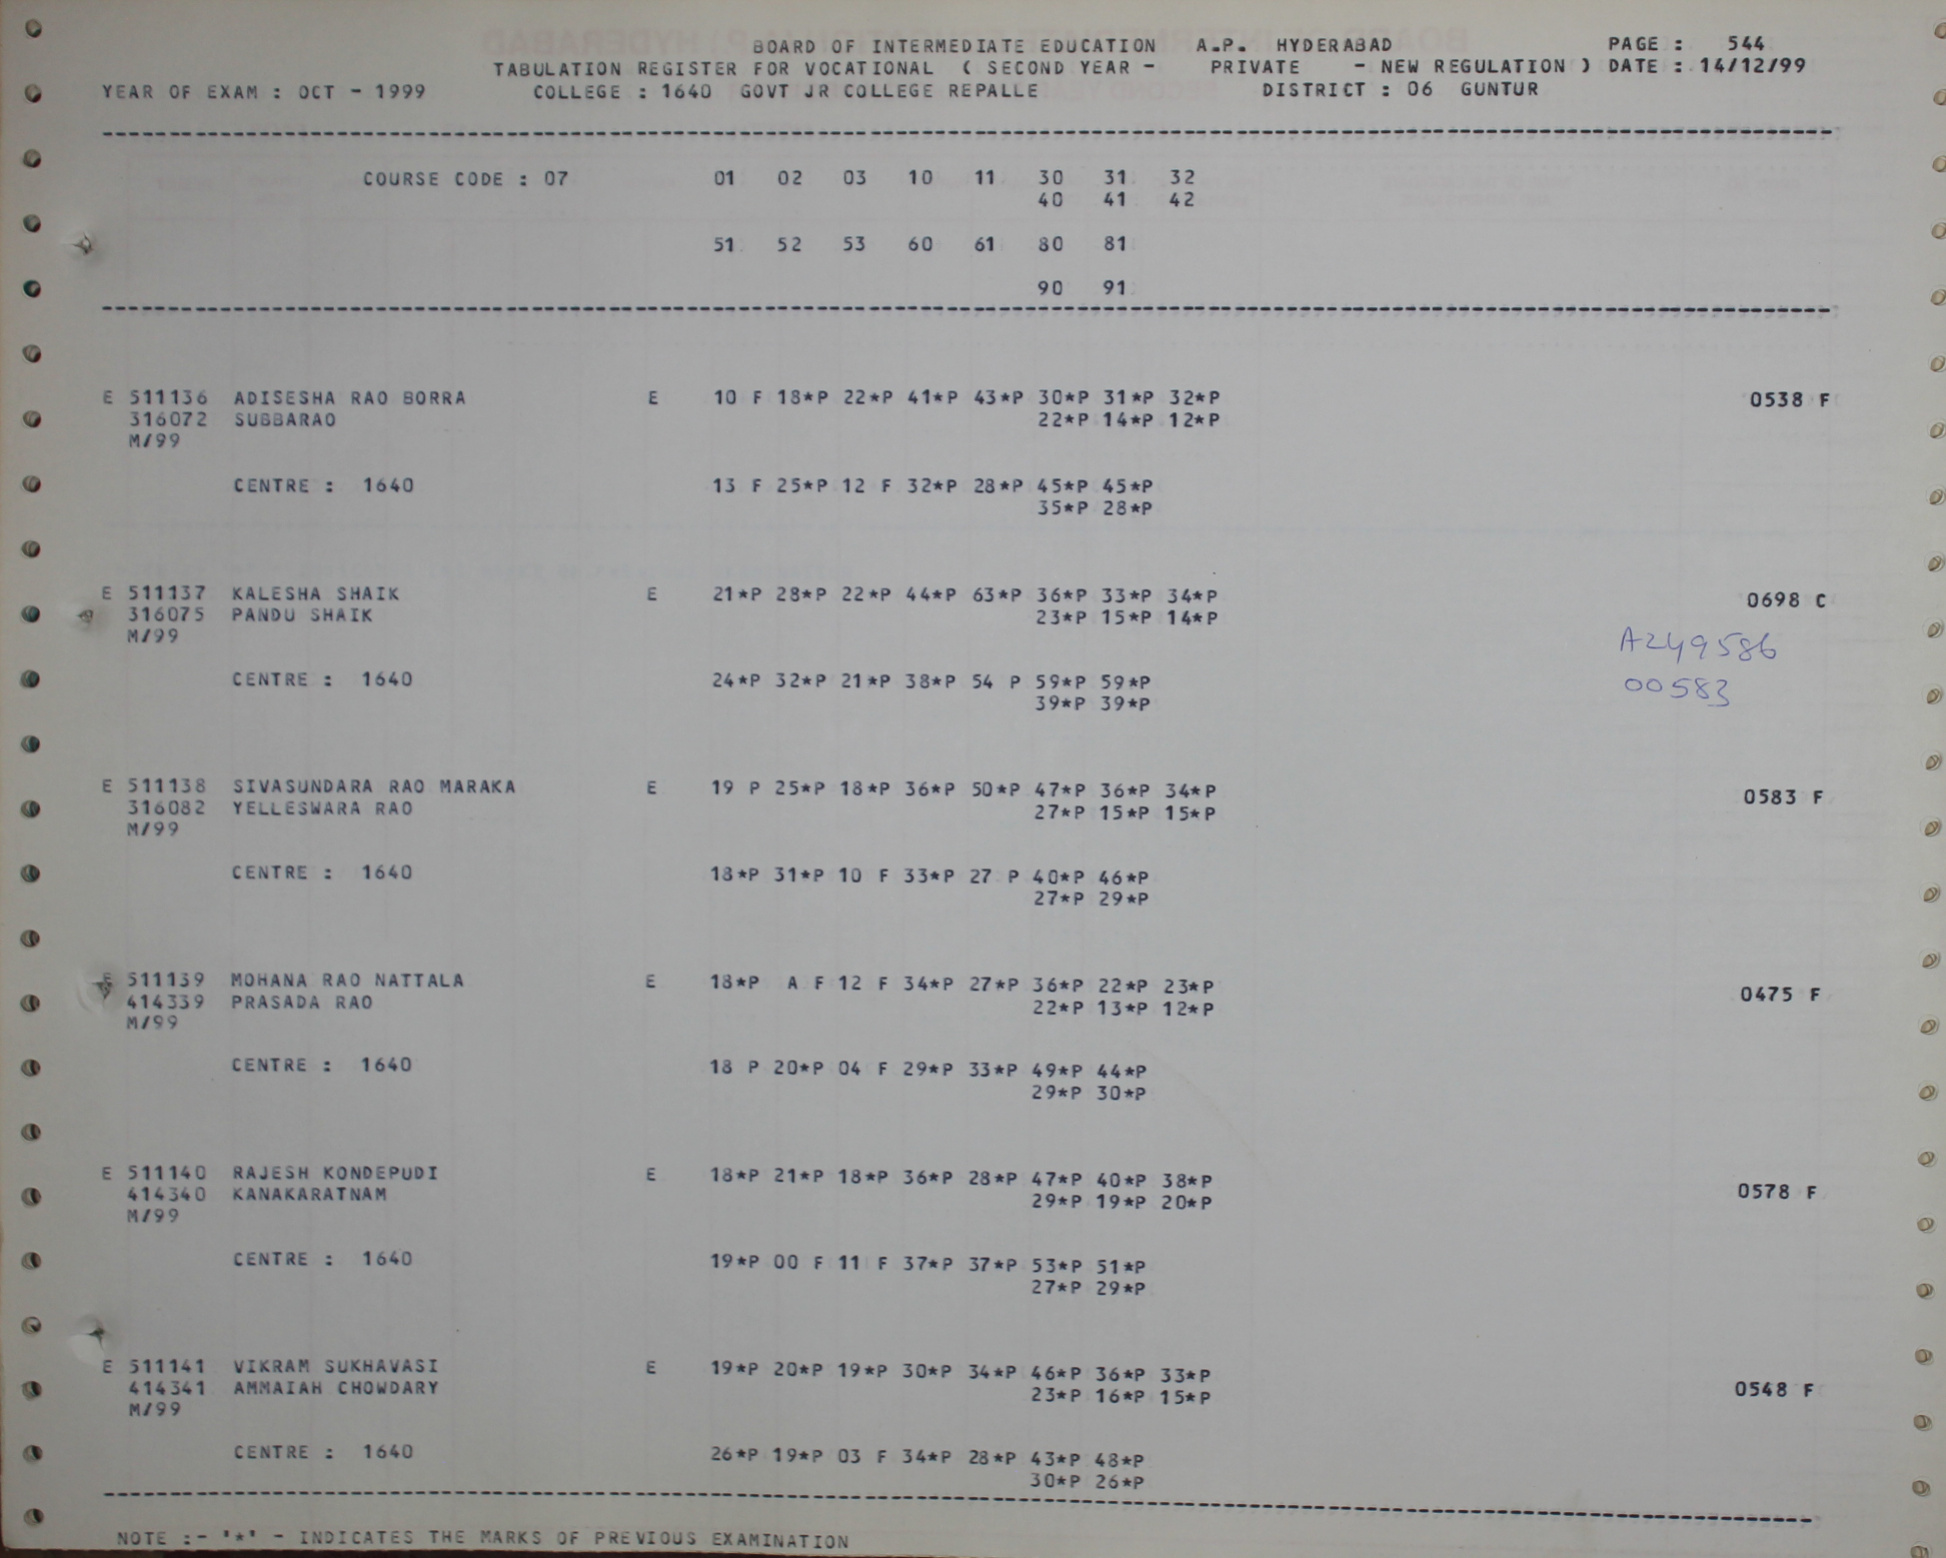 BOARD OF INTERMEDIATE EDUCATION A.P. HYDERABAD PAGE : 544
TABULATION REGISTER FOR VOCATIONAL ( SECOND YEAR - PRIVATE - NEW REGULATION ) DATE : 14/12/99
YEAR OF EXAM : OCT - 1999 COLLEGE : 1640 GOVT JR COLLEGE REPALLE DISTRICT : 06 GUNTUR
COURSE CODE : 07 01 02 03 10 11 30 31 32
40 41 42
51 52 53 60 61 80 81
90 91
E 511136 ADISESHA RAO BORRA E 10 F 18*P 22*P 41*P 43*P 30*P 31*P 32*P 0538 F
316072 SUBBARAO 22*P 14*P 12*P
M/99
CENTRE : 1640 13 F 25*P 12 F 32*P 28*P 45*P 45*P
35*P 28*P
E 511137 KALESHA SHAIK E 21*P 28*P 22*P 44*P 63*P 36*P 33*P 34*P 0698 C
316075 PANDU SHAIK 23*P 15*P 14*P
M/99 A249586
CENTRE : 1640 24*P 32*P 21*P 38*P 54 P 59*P 59*P 00583
39*P 39*P
E 511138 SIVASUNDARA RAO MARAKA E 19 P 25*P 18*P 36*P 50*P 47*P 36*P 34*P 0583 F
316082 YELLESWARA RAO 27*P 15*P 15*P
M/99
CENTRE : 1640 18*P 31*P 10 F 33*P 27 P 40*P 46*P
27*P 29*P
E 511139 MOHANA RAO NATTALA E 18*P A F 12 F 34*P 27*P 36*P 22*P 23*P 0475 F
414339 PRASADA RAO 22*P 13*P 12*P
M/99
CENTRE : 1640 18 P 20*P 04 F 29*P 33*P 49*P 44*P
29*P 30*P
E 511140 RAJESH KONDEPUDI E 18*P 21*P 18*P 36*P 28*P 47*P 40*P 38*P 0578 F
414340 KANAKARATNAM 29*P 19*P 20*P
M/99
CENTRE : 1640 19*P 00 F 11 F 37*P 37*P 53*P 51*P
27*P 29*P
E 511141 VIKRAM SUKHAVASI E 19*P 20*P 19*P 30*P 34*P 46*P 36*P 33*P 0548 F
414341 AMMAIAH CHOWDARY 23*P 16*P 15*P
M/99
CENTRE : 1640 26*P 19*P 03 F 34*P 28*P 43*P 48*P
30*P 26*P
NOTE :- '*' - INDICATES THE MARKS OF PREVIOUS EXAMINATION